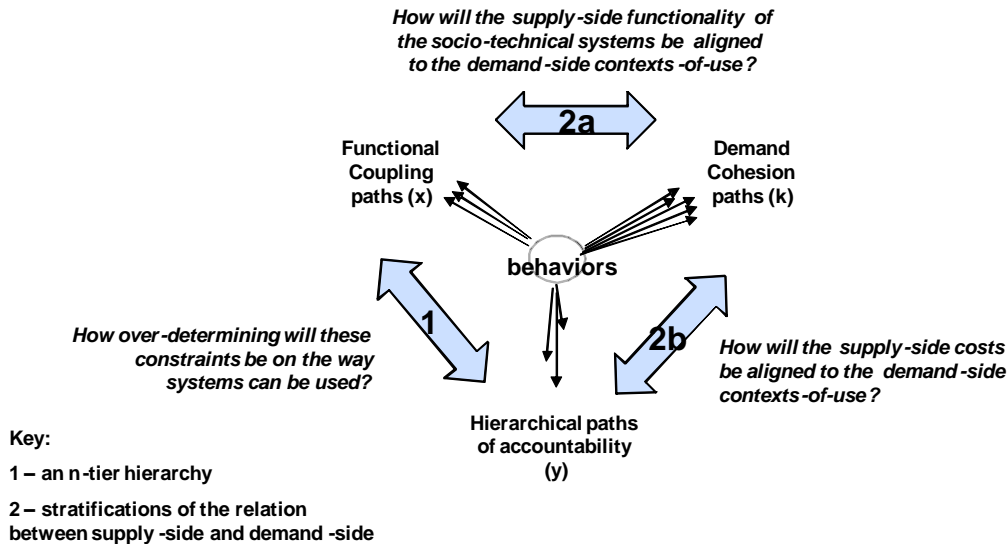 How will the supply-side functionality of
the socio-technical systems be aligned
to the demand-side contexts-of-use?
2a
Functional
Coupling
paths (x)
Demand
Cohesion
paths (k)
behaviors
1
2b
How over-determining will these
constraints be on the way
systems can be used?
How will the supply-side costs
be aligned to the demand-side
contexts-of-use?
Hierarchical paths
of accountability
(y)
Key:
1 – an n-tier hierarchy
2 – stratifications of the relation
between supply-side and demand-side